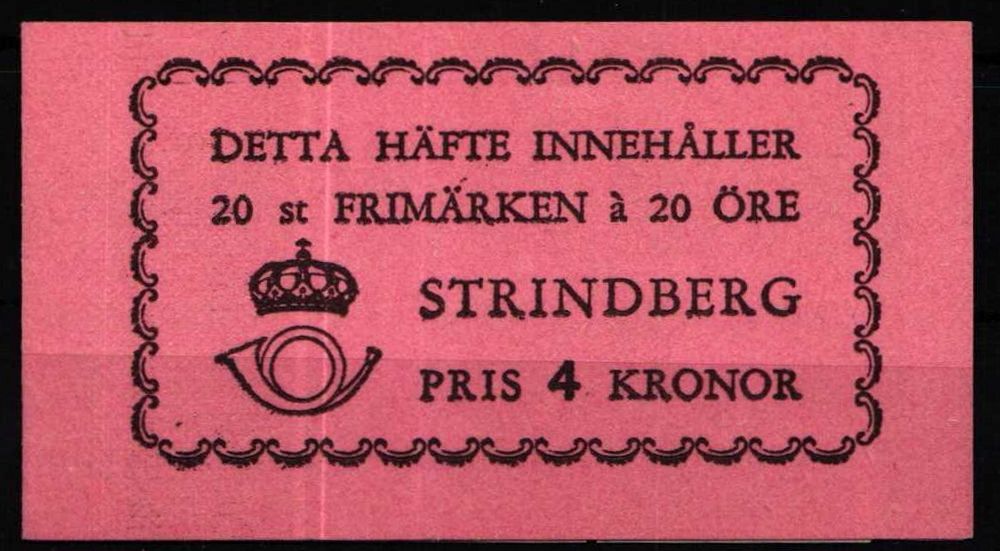 DETTA HÄFTE INNEHÅLLER
20 st FRIMÄRKEN à 20 ÖRE
STRINDBERG
PRIS 4 KRONOR